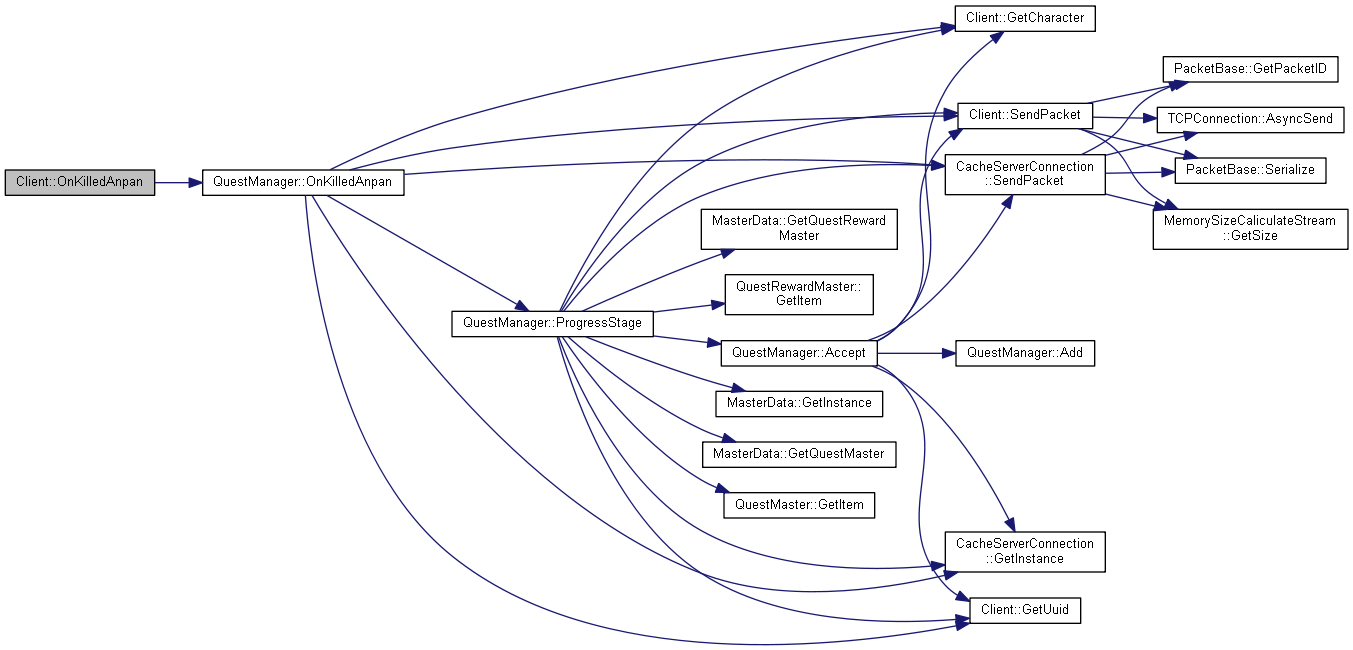 Client::OnKilledAnpan
QuestManager::OnKilledAnpan
QuestManager::ProgressStage
MasterData::GetQuestReward
Master
QuestRewardMaster::
GetItem
QuestManager::Accept
MasterData::GetInstance
MasterData::GetQuestMaster
QuestMaster::GetItem
Client::GetCharacter
Client::SendPacket
CacheServerConnection
::SendPacket
QuestManager::Add
CacheServerConnection
::GetInstance
Client::GetUuid
PacketBase::GetPacketID
TCPConnection::AsyncSend
PacketBase::Serialize
MemorySizeCaliculateStream
::GetSize